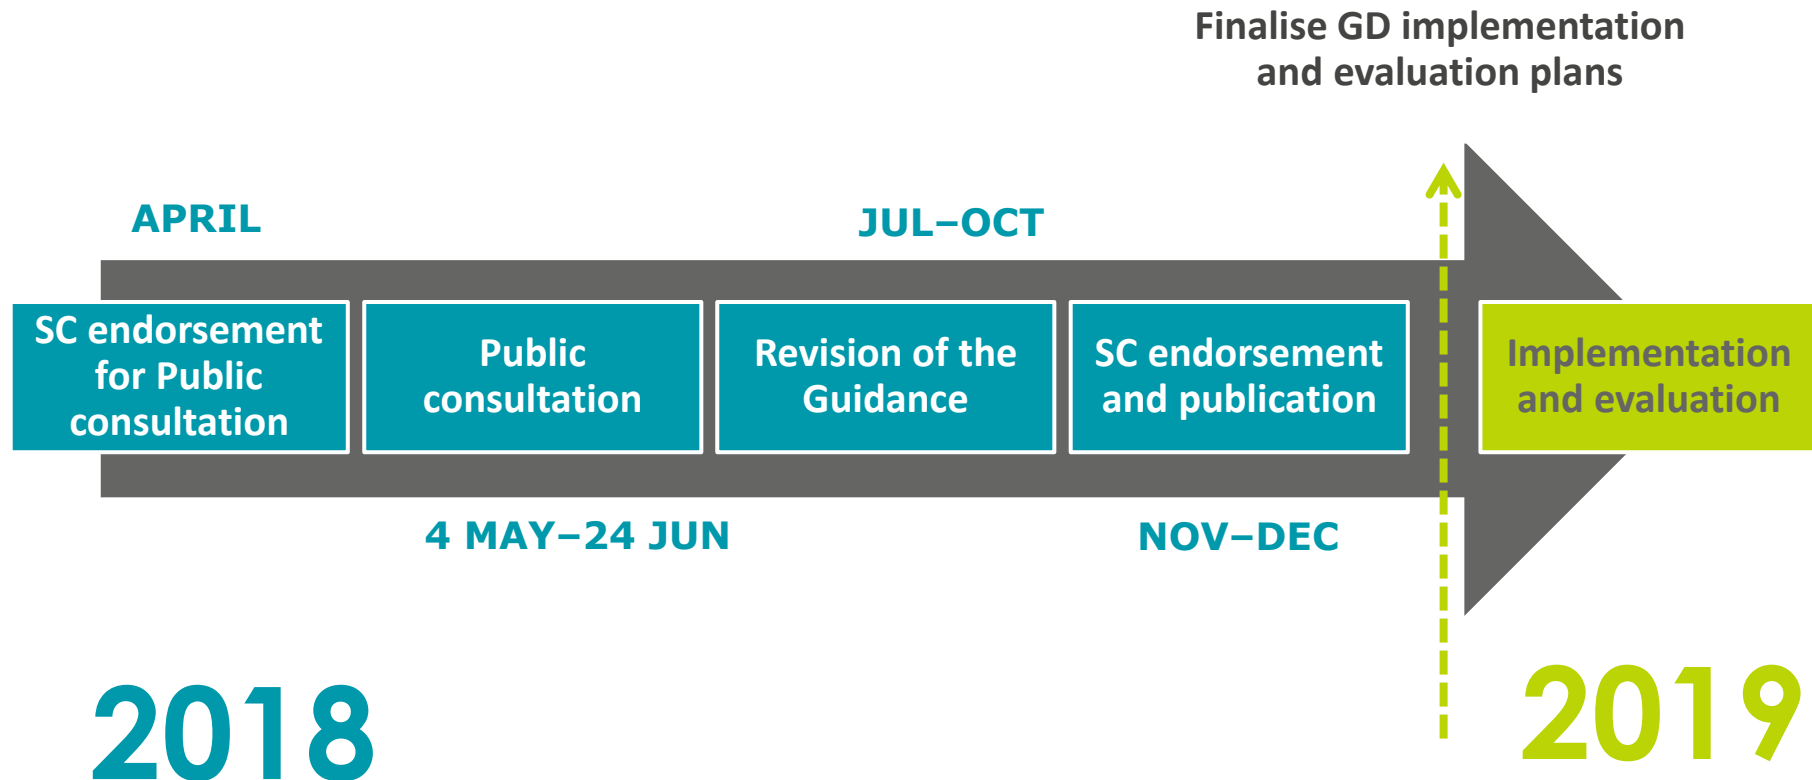 Finalise GD implementation
and evaluation plans
APRIL
JUL–OCT
SC endorsement
for Public
consultation
Public
consultation
Revision of the
Guidance
SC endorsement
and publication
Implementation
and evaluation
4 MAY–24 JUN
NOV–DEC
2018
2019